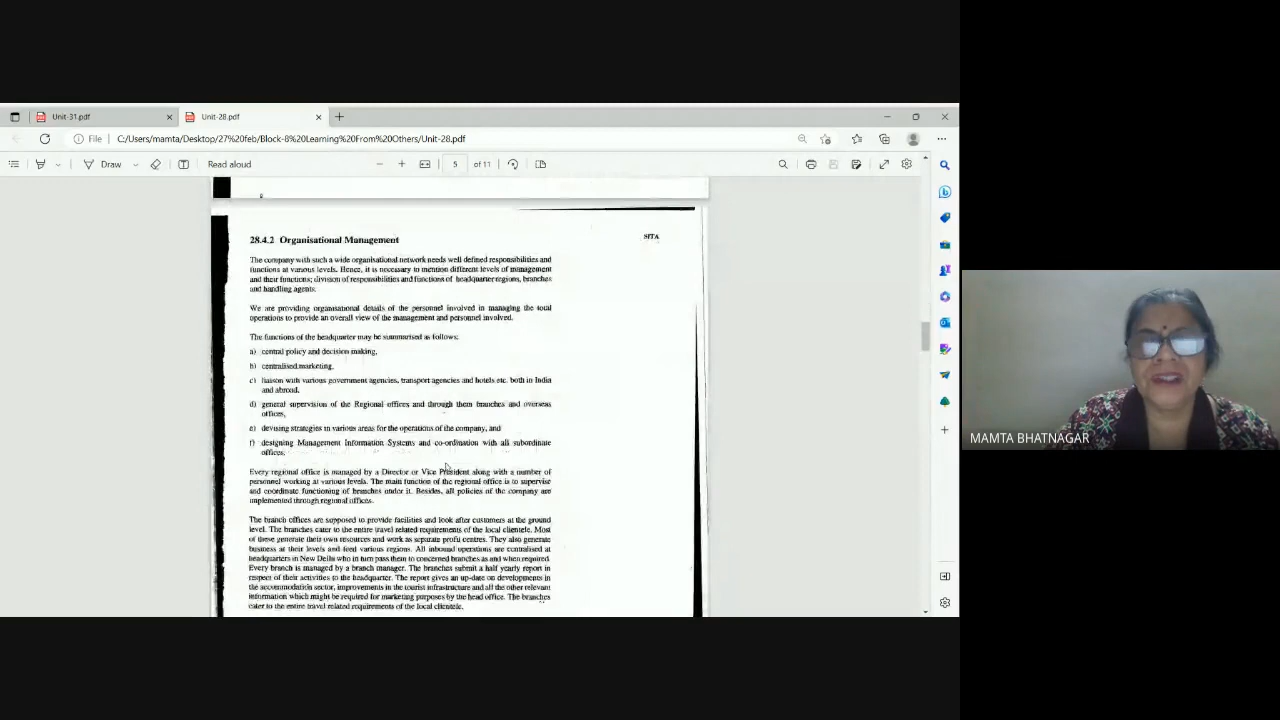 Unit-31.pdf
Unit-28.pdf
File
C:/Users/mamta/Desktop/27%20feb/Block-8%20Learning%20From%20Others/Unit-28.pdf
Draw
Read aloud
5 of 11
SITA
28.4.2 Organisational Management
The company with such a wide organisational network needs well defined responsibilities and
functions at various levels. Hence, it is necessary to mention different levels of management
and their functions; division of responsibilities and functions of headquarter regions, branches
and handling agents.
We are providing organisational details of the personnel involved in managing the total
operations to provide an overall view of the management and personnel involved.
The functions of the headquarter may be summarised as follows:
a) central policy and decision making,
b) centralised marketing,
c) liaison with various government agencies, transport agencies and hotels etc. both in India
and abroad,
d) general supervision of the Regional offices and through them branches and overseas
offices,
e) devising strategies in various areas for the operations of the company, and
f) designing Management Information Systems and co-ordination with all subordinate
offices.
Every regional office is managed by a Director or Vice President along with a number of
personnel working at various levels. The main function of the regional office is to supervise
and coordinate functioning of branches under it. Besides, all policies of the company are
implemented through regional offices.
The branch offices are supposed to provide facilities and look after customers at the ground
level. The branches cater to the entire travel related requirements of the local clientele. Most
of these generate their own resources and work as separate profit centres. They also generate
business at their levels and feed various regions. All inbound operations are centralised at
headquarters in New Delhi who in turn pass them to concerned branches as and when required.
Every branch is managed by a branch manager. The branches submit a half yearly report in
respect of their activities to the headquarter. The report gives an up-date on developments in
the accommodation sector, improvements in the tourist infrastructure and all the other relevant
information which might be required for marketing purposes by the head office. The branches
cater to the entire travel related requirements of the local clientele.
MAMTA BHATNAGAR